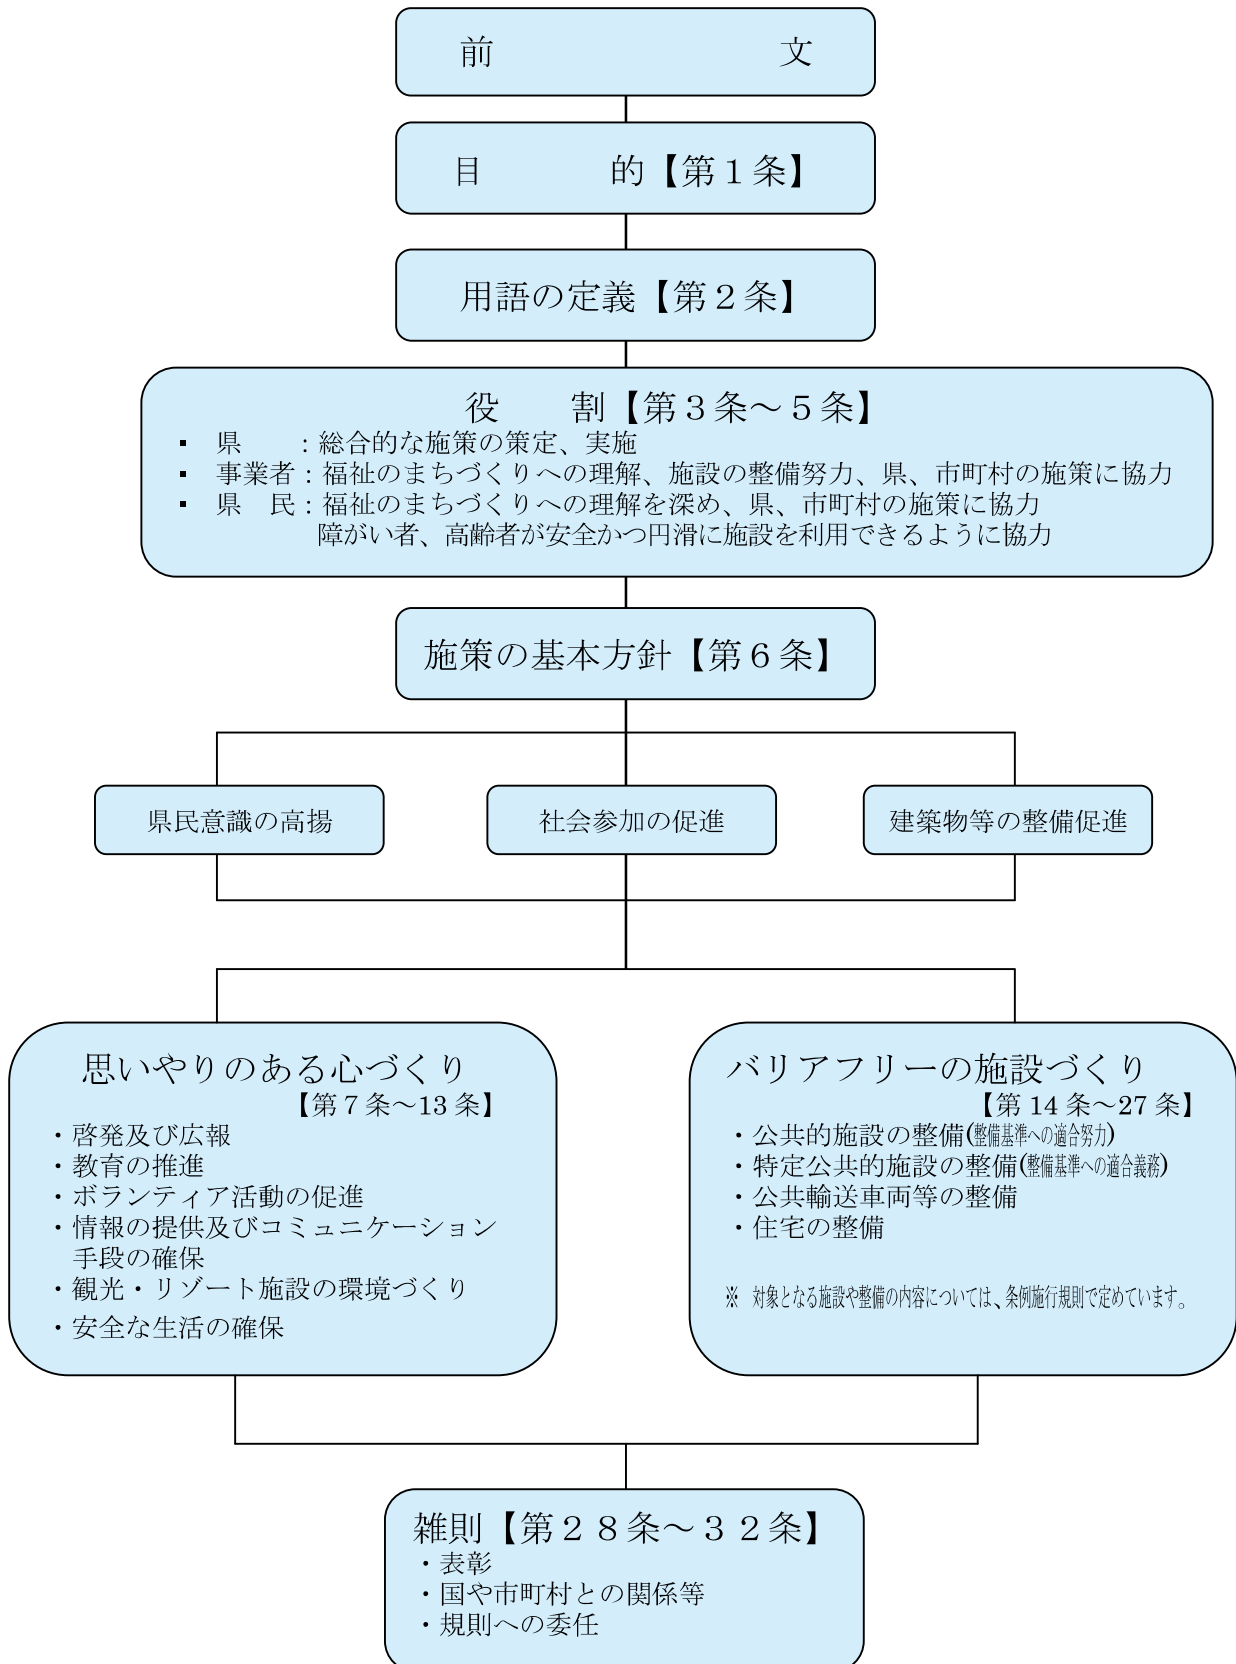 前　　　　　　　　文
目　　　　的【第１条】
用語の定義【第２条】
役　　割【第３条～５条】
▪ 県　　：総合的な施策の策定、実施
▪ 事業者：福祉のまちづくりへの理解、施設の整備努力、県、市町村の施策に協力
▪ 県　民：福祉のまちづくりへの理解を深め、県、市町村の施策に協力
障がい者、高齢者が安全かつ円滑に施設を利用できるように協力
施策の基本方針【第６条】
県民意識の高揚
社会参加の促進
建築物等の整備促進
思いやりのある心づくり
【第７条～13 条】
・啓発及び広報
・教育の推進
・ボランティア活動の促進
・情報の提供及びコミュニケーション
手段の確保
・観光・リゾート施設の環境づくり
・安全な生活の確保
バリアフリーの施設づくり
【第 14 条～27 条】
・公共的施設の整備(整備基準への適合努力)
・特定公共的施設の整備(整備基準への適合義務)
・公共輸送車両等の整備
・住宅の整備
※ 対象となる施設や整備の内容については、条例施行規則で定めています。
雑則【第２８条～３２条】
・表彰
・国や市町村との関係等
・規則への委任